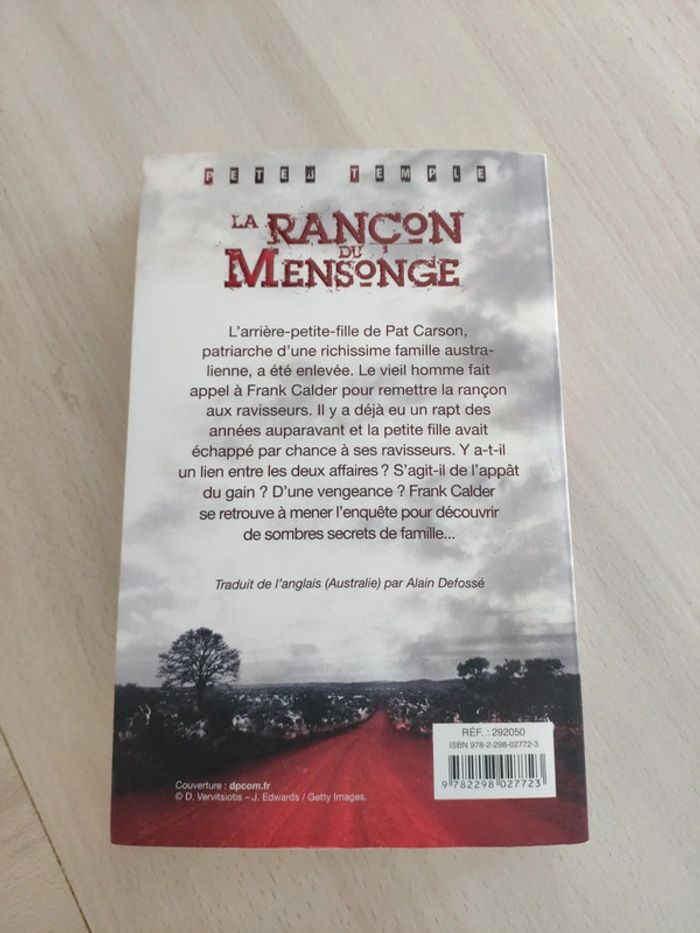 PETER TEMPLE
LA RANÇON
DU
MENSONGE
L'arrière-petite-fille de Pat Carson,
patriarche d'une richissime famille austra-
lienne, a été enlevée. Le vieil homme fait
appel à Frank Calder pour remettre la rançon
aux ravisseurs. Il y a déjà eu un rapt des
années auparavant et la petite fille avait
échappé par chance à ses ravisseurs. Y a-t-il
un lien entre les deux affaires ? S'agit-il de l'appât
du gain ? D'une vengeance ? Frank Calder
se retrouve à mener l'enquête pour découvrir
de sombres secrets de famille...
Traduit de l'anglais (Australie) par Alain Defossé
RÉF. : 292050
ISBN 978-2-298-02772-3
9 782298 027723
Couverture : dpcom.fr
© D. Vervitsiotis – J. Edwards / Getty Images.